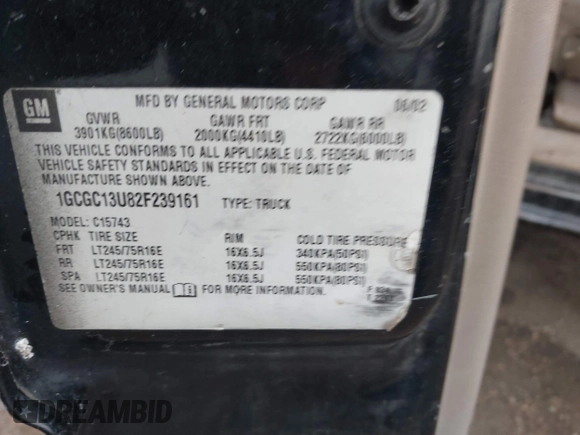 GM
MFD BY GENERAL MOTORS CORP 06/02
GVWR GAWR FRT GAWR RR
3901KG(8600LB) 2000KG(4410LB) 2722KG(6000LB)
THIS VEHICLE CONFORMS TO ALL APPLICABLE U.S. FEDERAL MOTOR
VEHICLE SAFETY STANDARDS IN EFFECT ON THE DATE OF
MANUFACTURE SHOWN ABOVE.
1GCGC13U82F239161 TYPE: TRUCK
MODEL: C15743
CPHK TIRE SIZE RIM COLD TIRE PRESSURE
FRT LT245/75R16E 16X6.5J 340KPA(50PSI)
RR LT245/75R16E 16X6.5J 550KPA(80PSI)
SPA LT245/75R16E 16X6.5J 550KPA(80PSI)
SEE OWNER'S MANUAL FOR MORE INFORMATION.
DREAMBID